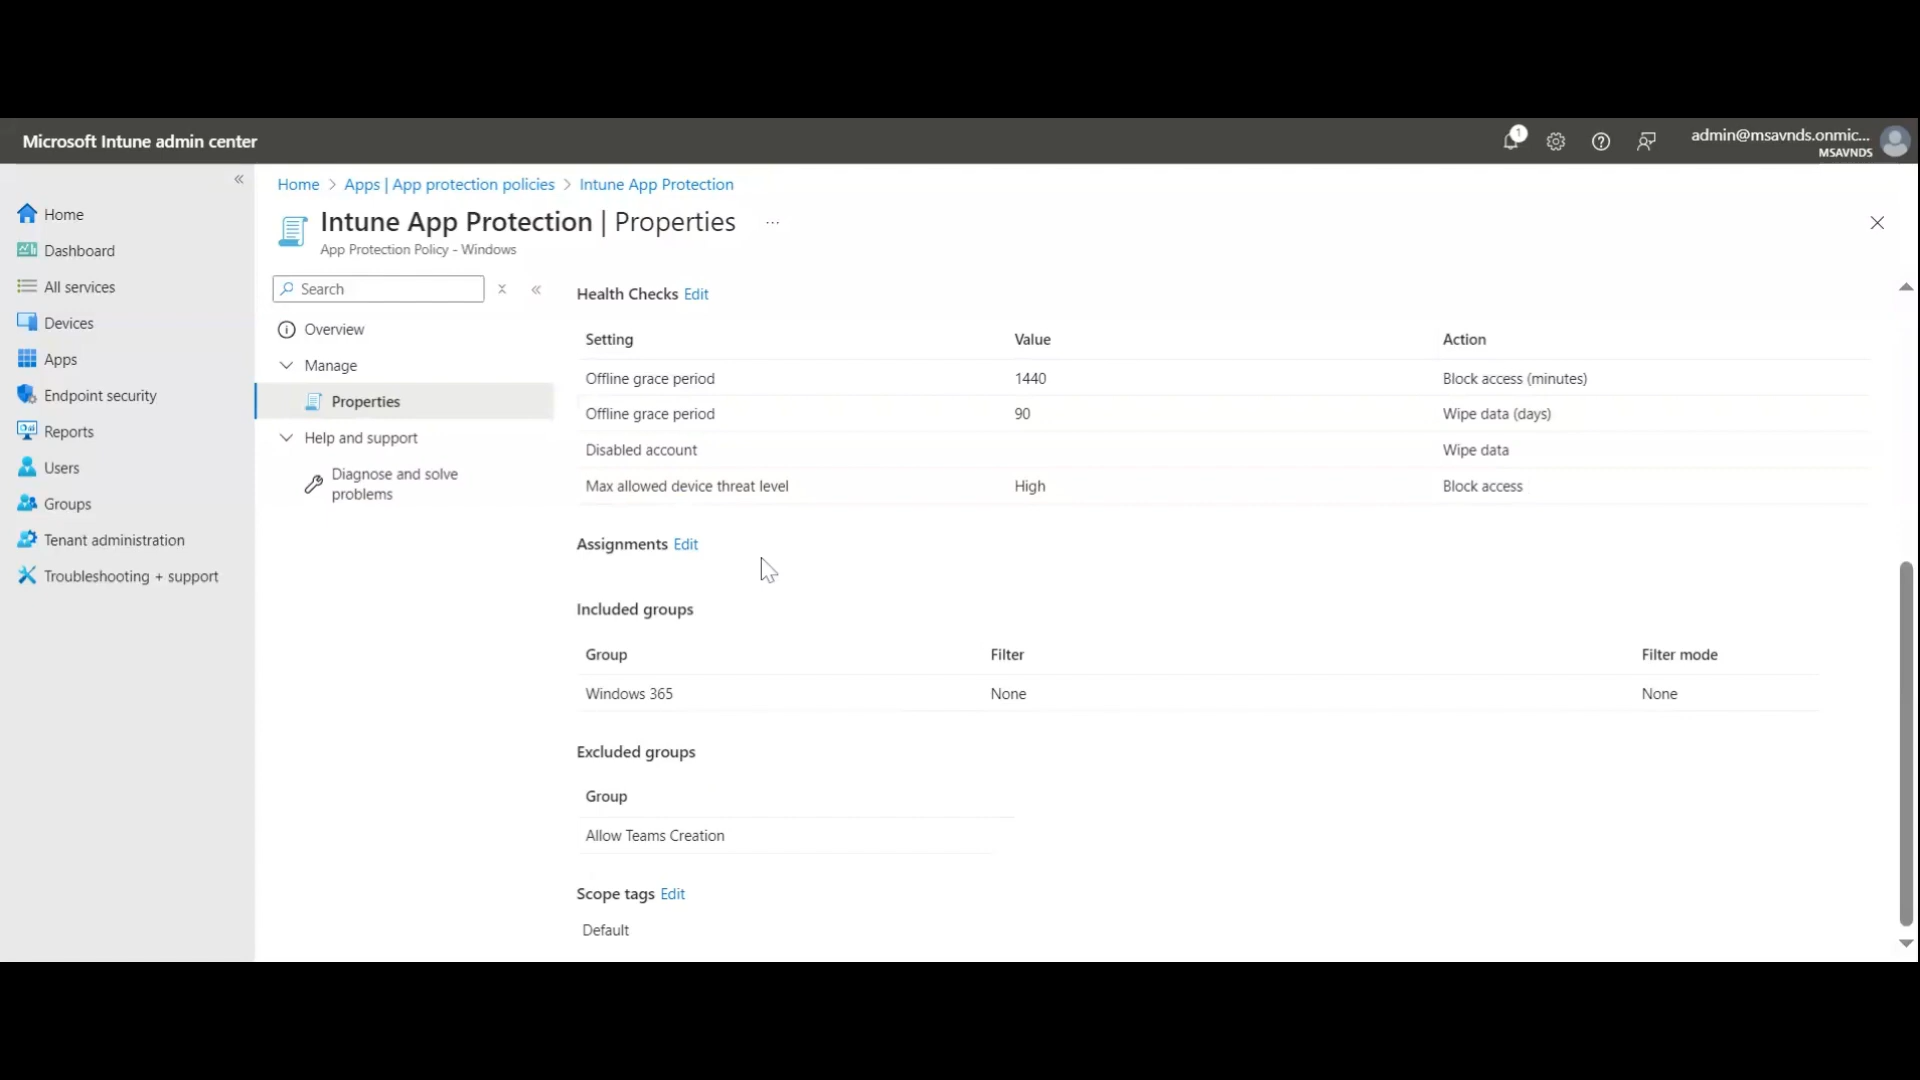 Microsoft Intune admin center
1
admin@msavnds.onmic...
MSAVNDS
Home
Dashboard
All services
Devices
Apps
Endpoint security
Reports
Users
Groups
Tenant administration
Troubleshooting + support
Home > Apps | App protection policies > Intune App Protection
Intune App Protection | Properties ...
App Protection Policy - Windows
Search
Overview
Manage
Properties
Help and support
Diagnose and solve
problems
Health Checks Edit
Setting Value Action
Offline grace period 1440 Block access (minutes)
Offline grace period 90 Wipe data (days)
Disabled account Wipe data
Max allowed device threat level High Block access
Assignments Edit
Included groups
Group Filter Filter mode
Windows 365 None None
Excluded groups
Group
Allow Teams Creation
Scope tags Edit
Default